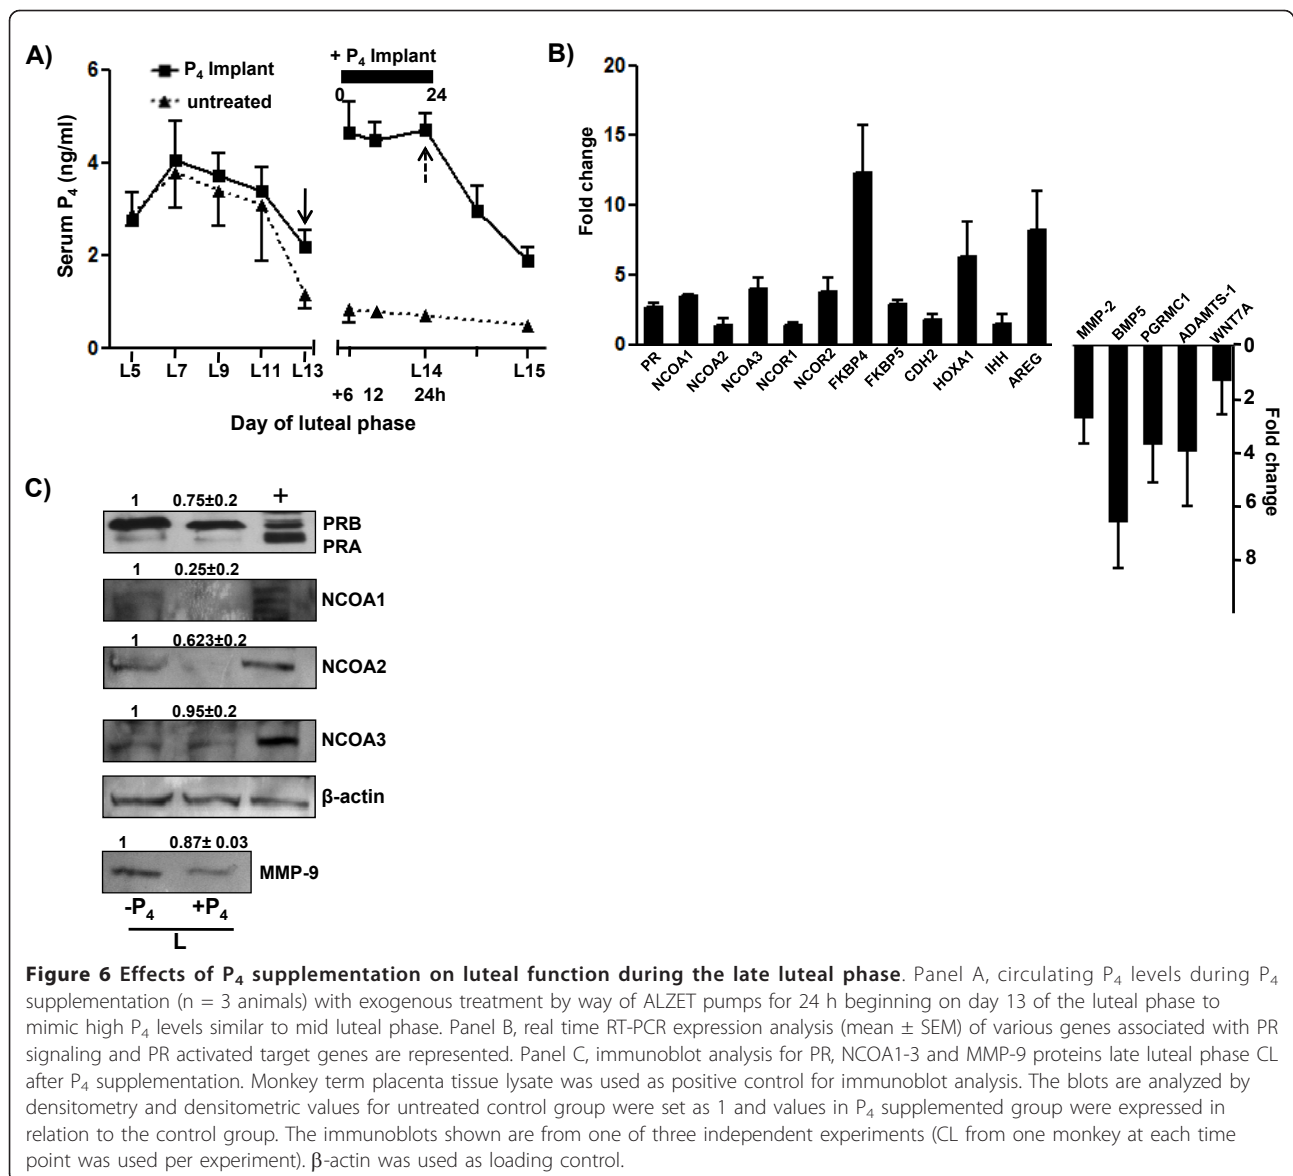 A)
6
4
2
0
Serum P4 (ng/ml)
P4 Implant
untreated
+ P4 Implant
0 24
L5 L7 L9 L11 L13 L14 L15
+6 12 24h
Day of luteal phase
B)
20
15
10
5
0
Fold change
PR NCOA1 NCOA2 NCOA3 NCOR1 NCOR2 FKBP4 FKBP5 CDH2 HOXA1 IHH AREG
MMP-2 BMP5 PGRMC1 ADAMTS-1 WNT7A
0
2
4
6
8
Fold change
C)
1 0.75±0.2 +
PRB
PRA
1 0.25±0.2
NCOA1
1 0.623±0.2
NCOA2
1 0.95±0.2
NCOA3
β-actin
1 0.87± 0.03
MMP-9
-P4 +P4
L
Figure 6 Effects of P4 supplementation on luteal function during the late luteal phase. Panel A, circulating P4 levels during P4
supplementation (n = 3 animals) with exogenous treatment by way of ALZET pumps for 24 h beginning on day 13 of the luteal phase to
mimic high P4 levels similar to mid luteal phase. Panel B, real time RT-PCR expression analysis (mean ± SEM) of various genes associated with PR
signaling and PR activated target genes are represented. Panel C, immunoblot analysis for PR, NCOA1-3 and MMP-9 proteins late luteal phase CL
after P4 supplementation. Monkey term placenta tissue lysate was used as positive control for immunoblot analysis. The blots are analyzed by
densitometry and densitometric values for untreated control group were set as 1 and values in P4 supplemented group were expressed in
relation to the control group. The immunoblots shown are from one of three independent experiments (CL from one monkey at each time
point was used per experiment). β-actin was used as loading control.